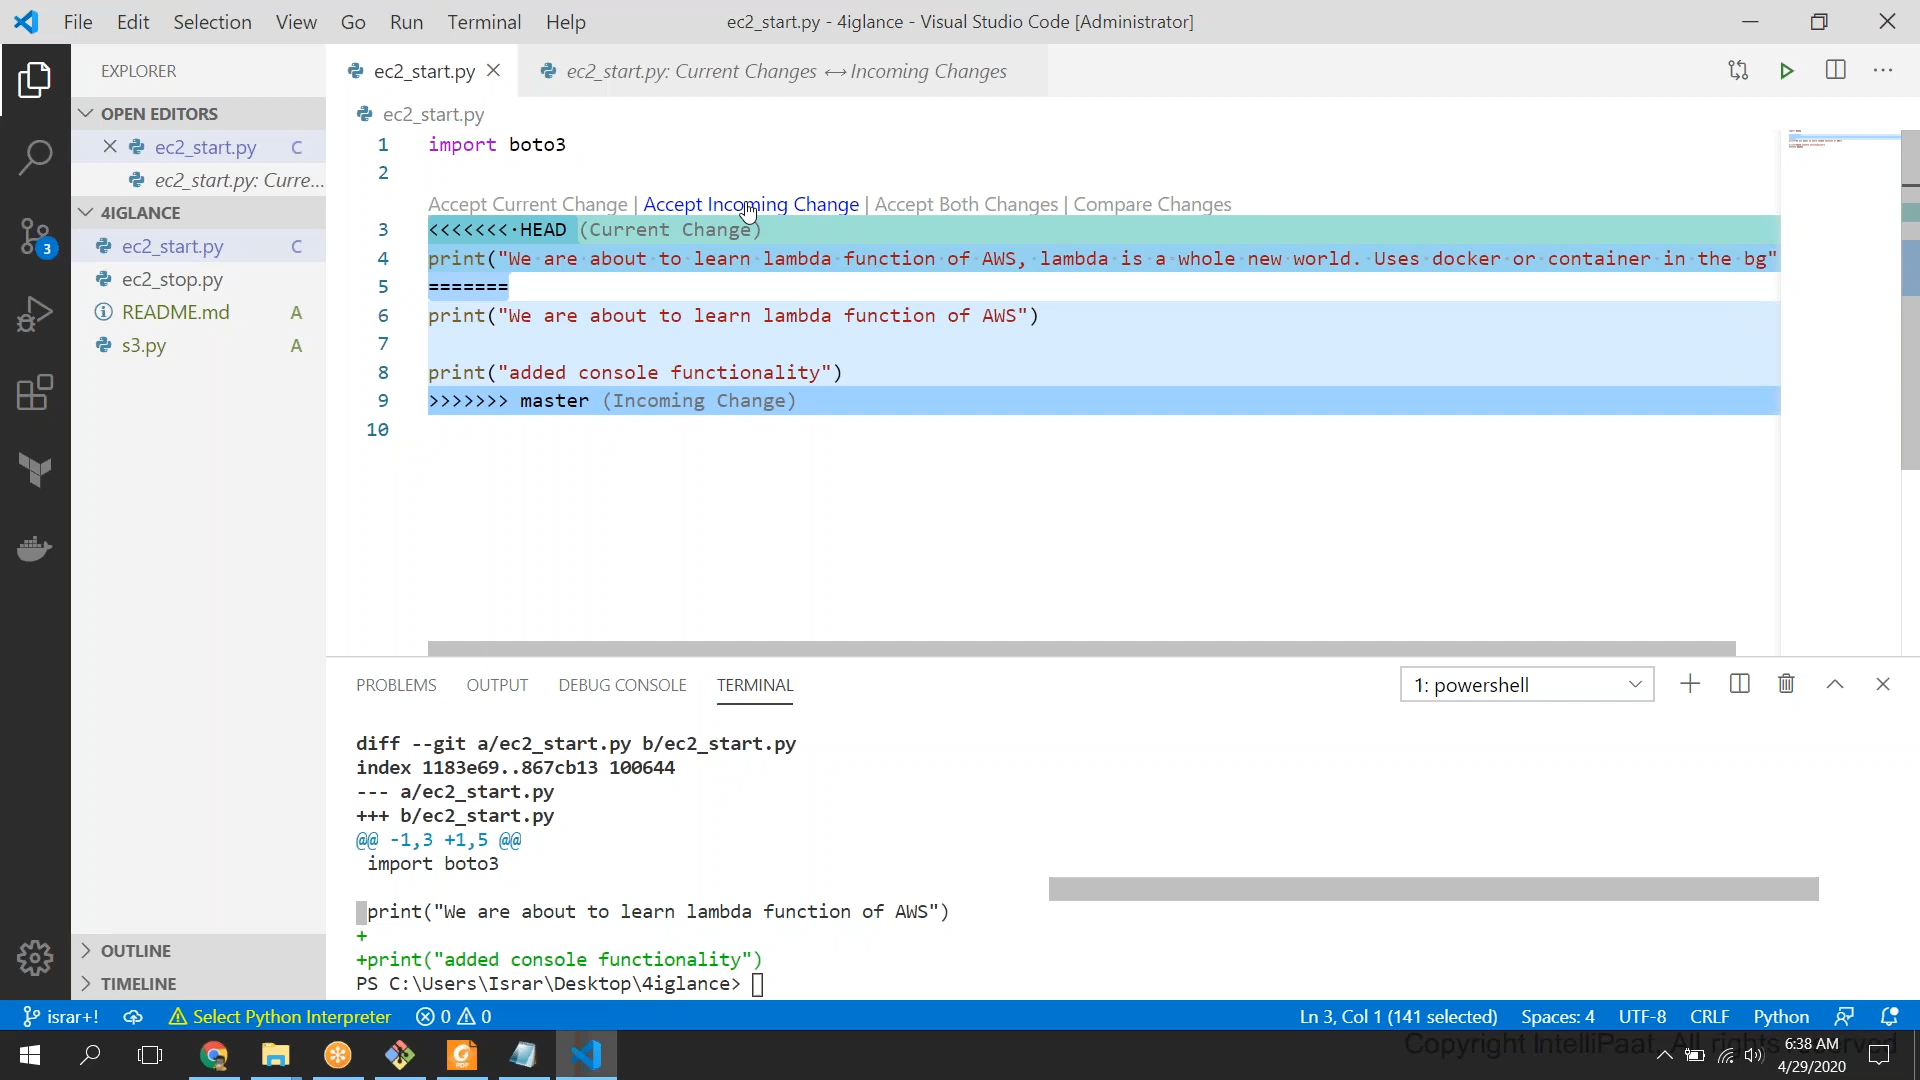 File Edit Selection View Go Run Terminal Help
ec2_start.py - 4iglance - Visual Studio Code [Administrator]
EXPLORER
OPEN EDITORS
ec2_start.py C
ec2_start.py: Curre...
4IGLANCE
ec2_start.py C
ec2_stop.py
README.md A
s3.py A
OUTLINE
TIMELINE
3
ec2_start.py
ec2_start.py: Current Changes ↔ Incoming Changes
ec2_start.py
1 import boto3
2
Accept Current Change | Accept Incoming Change | Accept Both Changes | Compare Changes
3 <<<<<<<·HEAD (Current Change)
4 print("We·are·about·to·learn·lambda·function·of·AWS,·lambda·is·a·whole·new·world.·Uses·docker·or·container·in·the·bg"
5 =======
6 print("We are about to learn lambda function of AWS")
7
8 print("added console functionality")
9 >>>>>>> master (Incoming Change)
10
PROBLEMS OUTPUT DEBUG CONSOLE TERMINAL
1: powershell
diff --git a/ec2_start.py b/ec2_start.py
index 1183e69..867cb13 100644
--- a/ec2_start.py
+++ b/ec2_start.py
@@ -1,3 +1,5 @@
import boto3
print("We are about to learn lambda function of AWS")
+
+print("added console functionality")
PS C:\Users\Israr\Desktop\4iglance>
israr+! Select Python Interpreter 0 0
Ln 3, Col 1 (141 selected) Spaces: 4 UTF-8 CRLF Python
Copyright IntelliPaat, All rights reserved
6:38 AM
4/29/2020